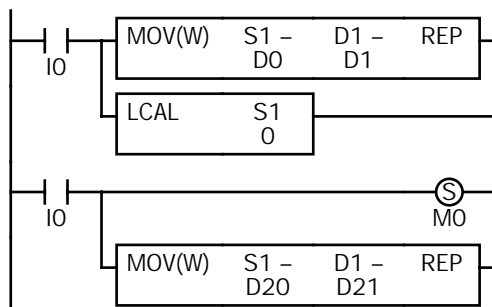 MOV(W) S1 – D1 – REP
D0 D1
I0
LCAL S1
0
I0
S
M0
MOV(W) S1 – D1 – REP
D20 D21